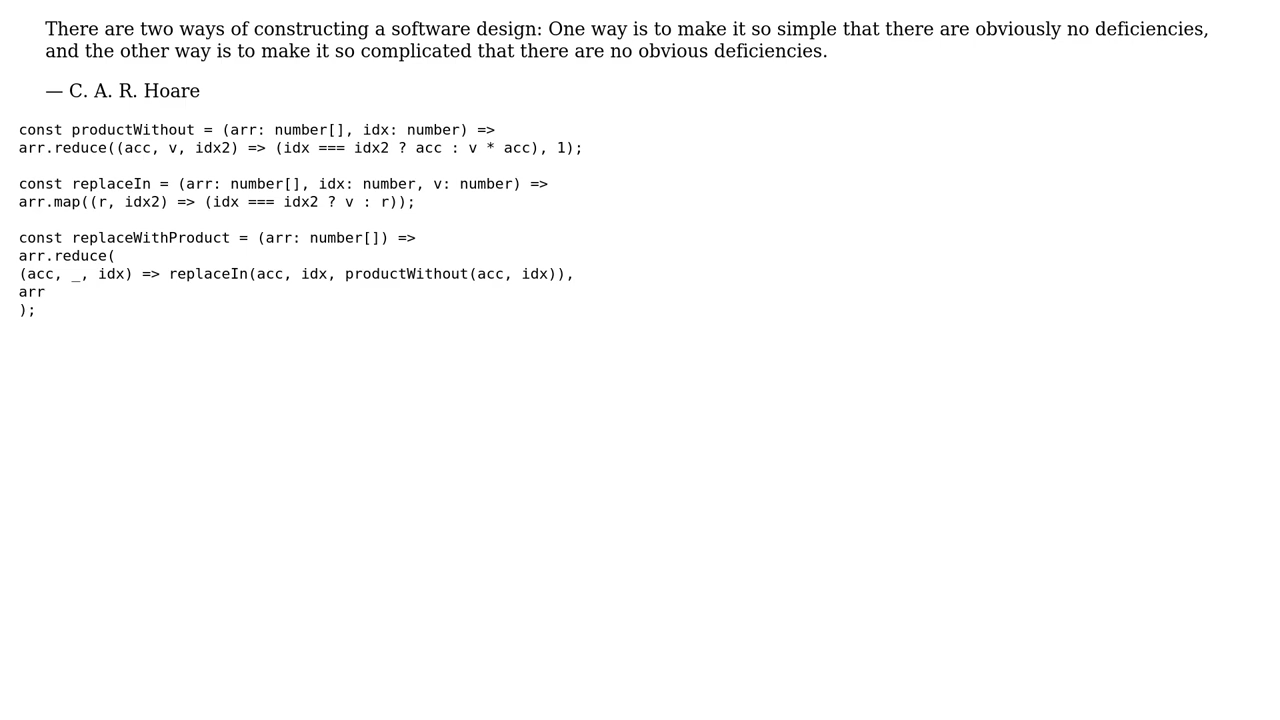 There are two ways of constructing a software design: One way is to make it so simple that there are obviously no deficiencies,
and the other way is to make it so complicated that there are no obvious deficiencies.
— C. A. R. Hoare
const productWithout = (arr: number[], idx: number) =>
arr.reduce((acc, v, idx2) => (idx === idx2 ? acc : v * acc), 1);
const replaceIn = (arr: number[], idx: number, v: number) =>
arr.map((r, idx2) => (idx === idx2 ? v : r));
const replaceWithProduct = (arr: number[]) =>
arr.reduce(
(acc, _, idx) => replaceIn(acc, idx, productWithout(acc, idx)),
arr
);